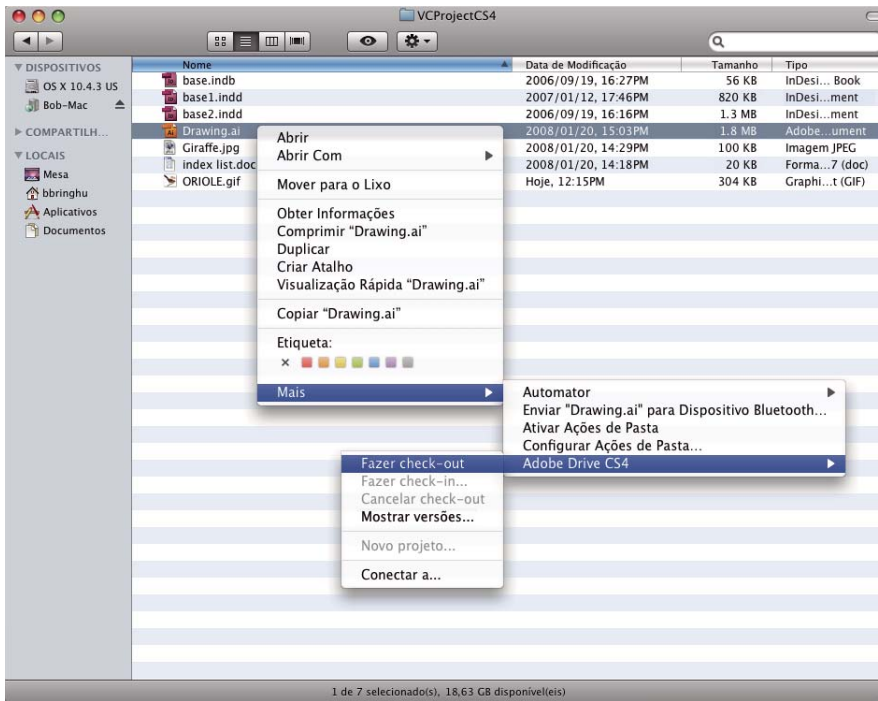 VCProjectCS4
DISPOSITIVOS
OS X 10.4.3 US
Bob-Mac
COMPARTILH...
LOCAIS
Mesa
bbringhu
Aplicativos
Documentos
Nome Data de Modificação Tamanho Tipo
base.indb 2006/09/19, 16:27PM 56 KB InDesi... Book
base1.indd 2007/01/12, 17:46PM 820 KB InDesi...ment
base2.indd 2006/09/19, 16:16PM 1.3 MB InDesi...ment
Drawing.ai 2008/01/20, 15:03PM 1.8 MB Adobe...ument
Giraffe.jpg 2008/01/20, 14:29PM 100 KB Imagem JPEG
index list.doc 2008/01/20, 14:18PM 20 KB Forma...7 (doc)
ORIOLE.gif Hoje, 12:15PM 304 KB Graphi...t (GIF)
Abrir
Abrir Com
Mover para o Lixo
Obter Informações
Comprimir “Drawing.ai”
Duplicar
Criar Atalho
Visualização Rápida “Drawing.ai”
Copiar “Drawing.ai”
Etiqueta:
Mais
Automator
Enviar "Drawing.ai" para Dispositivo Bluetooth...
Ativar Ações de Pasta
Configurar Ações de Pasta...
Adobe Drive CS4
Fazer check-out
Fazer check-in...
Cancelar check-out
Mostrar versões...
Novo projeto...
Conectar a...
1 de 7 selecionado(s), 18,63 GB disponível(eis)